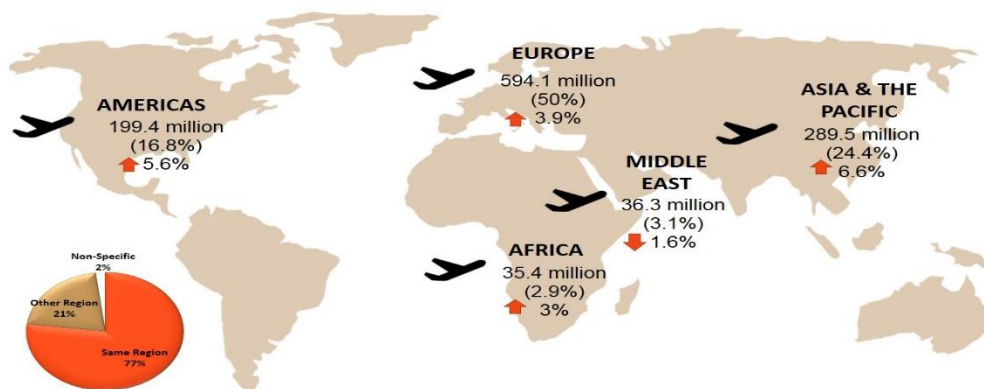 AMERICAS
199.4 million
(16.8%)
5.6%
EUROPE
594.1 million
(50%)
3.9%
ASIA & THE
PACIFIC
289.5 million
(24.4%)
6.6%
MIDDLE
EAST
36.3 million
(3.1%)
1.6%
AFRICA
35.4 million
(2.9%)
3%
Non-Specific
2%
Other Region
21%
Same Region
77%